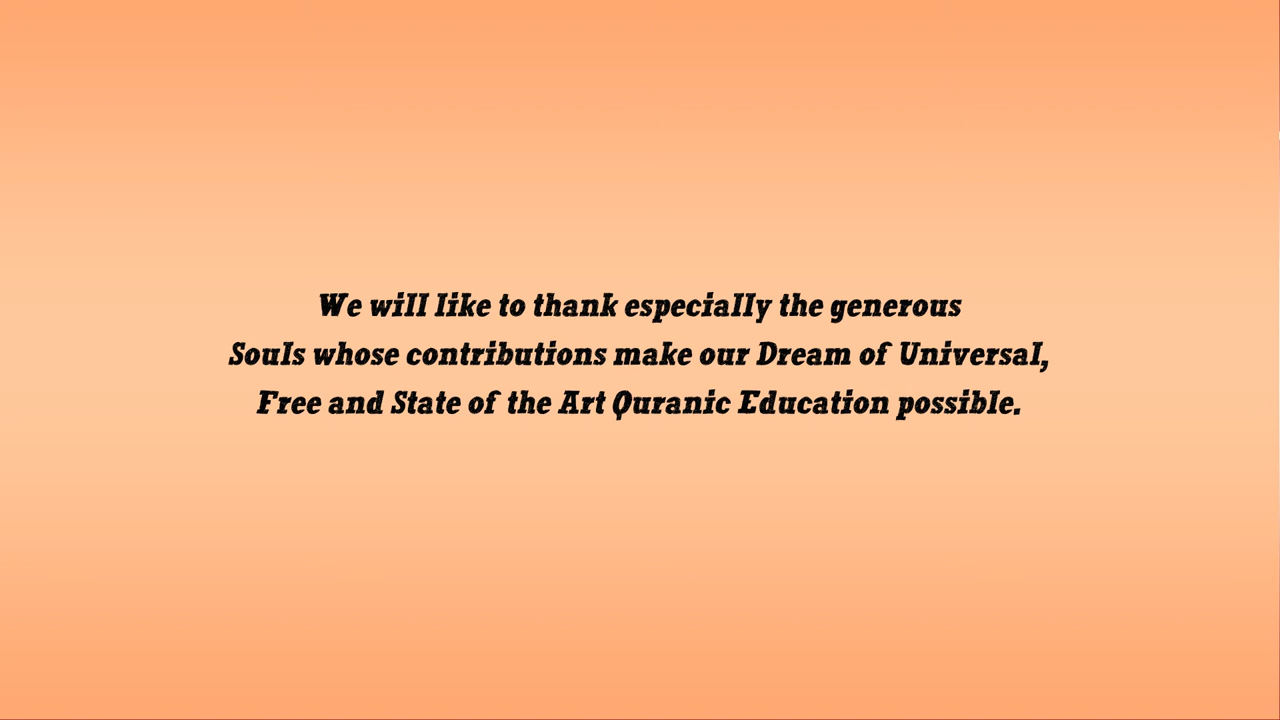 We will like to thank especially the generous
Souls whose contributions make our Dream of Universal,
Free and State of the Art Quranic Education possible.